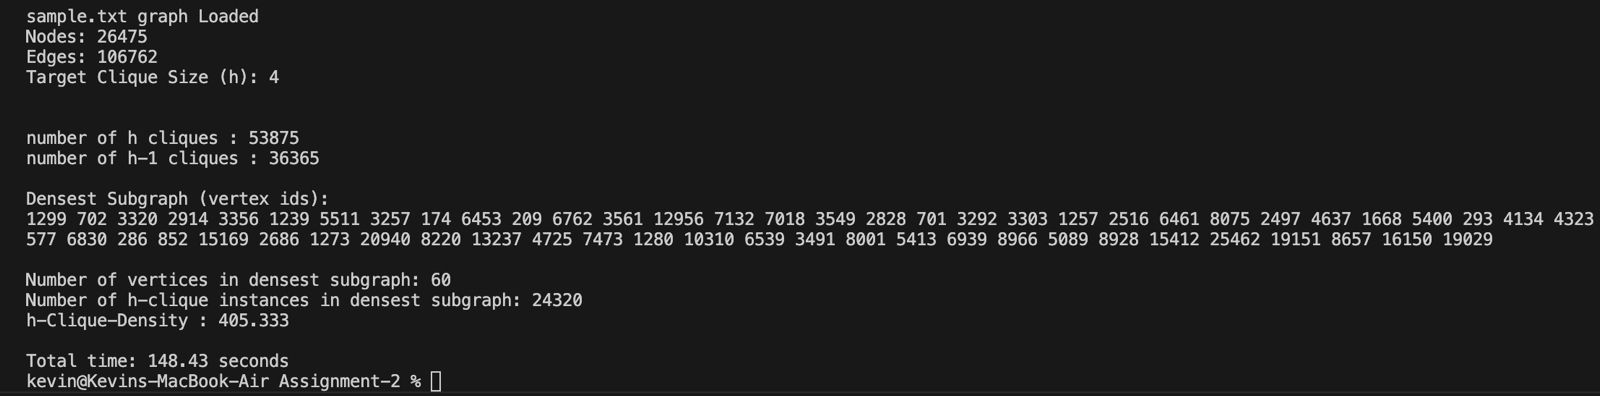 sample.txt graph Loaded
Nodes: 26475
Edges: 106762
Target Clique Size (h): 4
number of h cliques : 53875
number of h-1 cliques : 36365
Densest Subgraph (vertex ids):
1299 702 3320 2914 3356 1239 5511 3257 174 6453 209 6762 3561 12956 7132 7018 3549 2828 701 3292 3303 1257 2516 6461 8075 2497 4637 1668 5400 293 4134 4323
577 6830 286 852 15169 2686 1273 20940 8220 13237 4725 7473 1280 10310 6539 3491 8001 5413 6939 8966 5089 8928 15412 25462 19151 8657 16150 19029
Number of vertices in densest subgraph: 60
Number of h-clique instances in densest subgraph: 24320
h-Clique-Density : 405.333
Total time: 148.43 seconds
kevin@Kevins-MacBook-Air Assignment-2 %